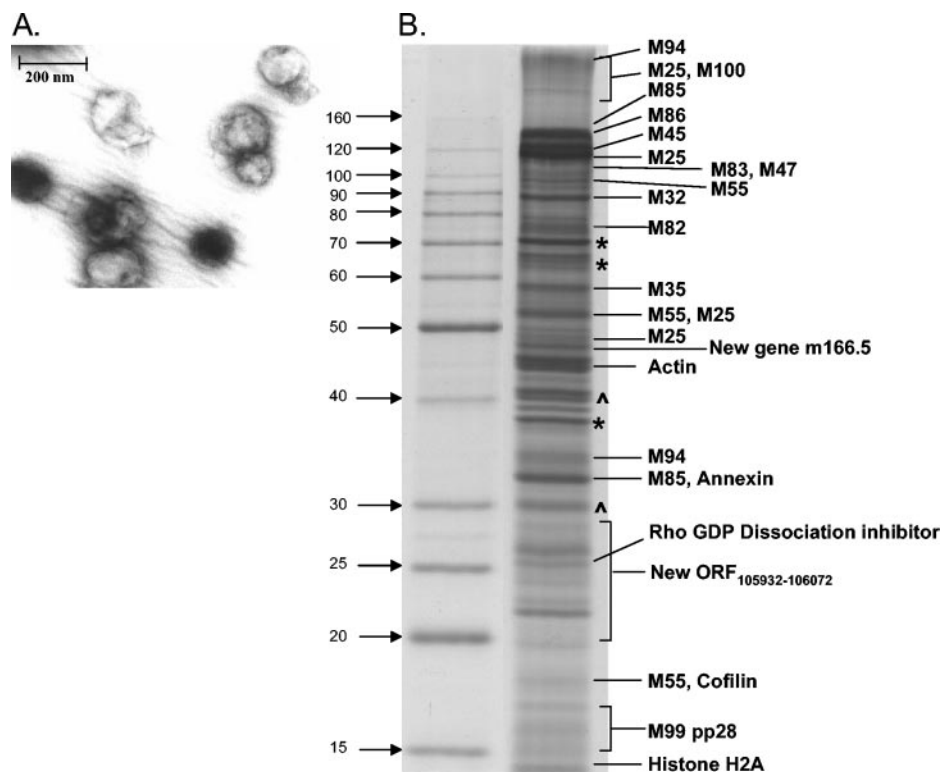 A.
200 nm
B.
160
120
100
90
80
70
60
50
40
30
25
20
15
M94
M25, M100
M85
M86
M45
M25
M83, M47
M55
M32
M82
*
*
M35
M55, M25
M25
New gene m166.5
Actin
^
*
M94
M85, Annexin
^
Rho GDP Dissociation inhibitor
New ORF105932-106072
M55, Cofilin
M99 pp28
Histone H2A